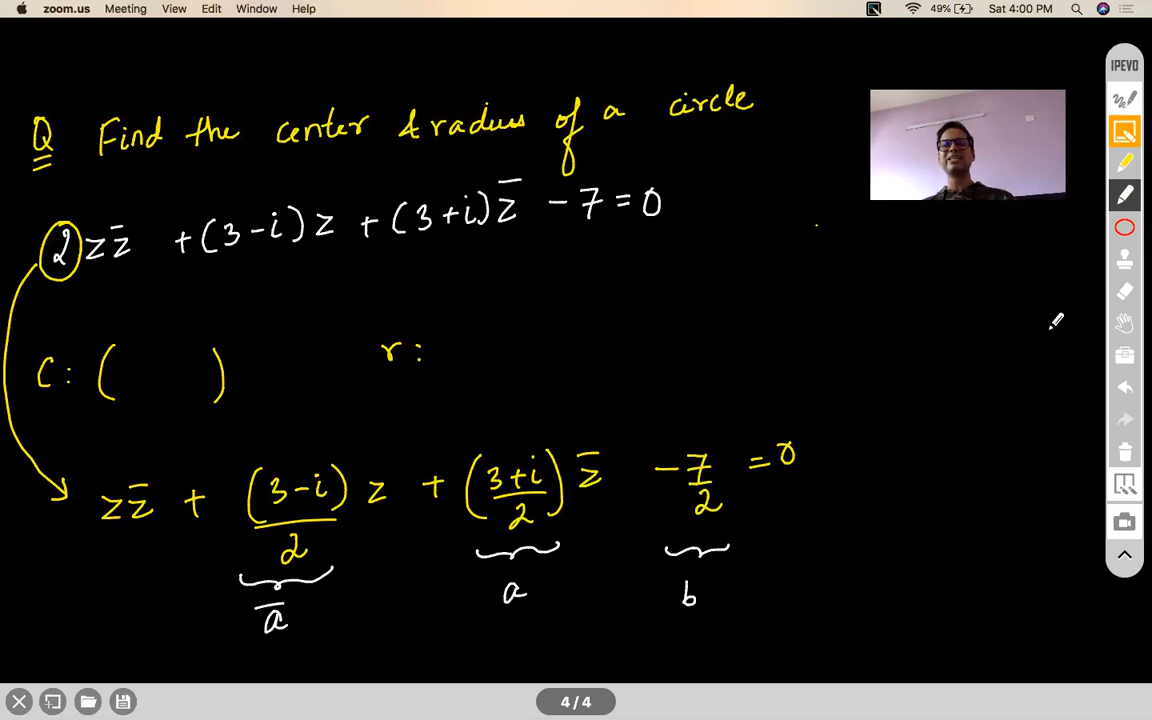 zoom.us Meeting View Edit Window Help 49% Sat 4:00 PM
IPEVO
Q Find the center & radius of a circle
2zz̅ + (3-i)z + (3+i)z̅ - 7 = 0
C: ( ) r:
zz̅ + (3-i)/2 z + (3+i)/2 z̅ - 7/2 = 0
a̅ a b
4/4